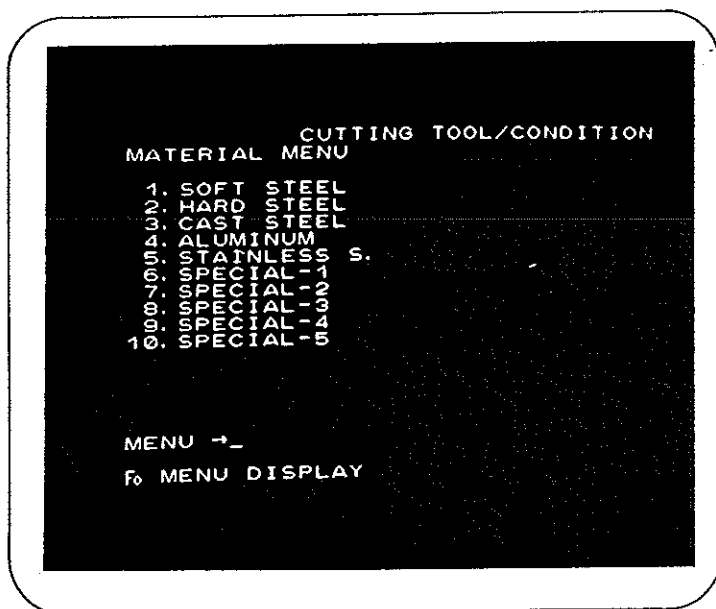 CUTTING TOOL/CONDITION
MATERIAL MENU
1. SOFT STEEL
2. HARD STEEL
3. CAST STEEL
4. ALUMINUM
5. STAINLESS S.
6. SPECIAL-1
7. SPECIAL-2
8. SPECIAL-3
9. SPECIAL-4
10. SPECIAL-5
MENU →_
Fo MENU DISPLAY